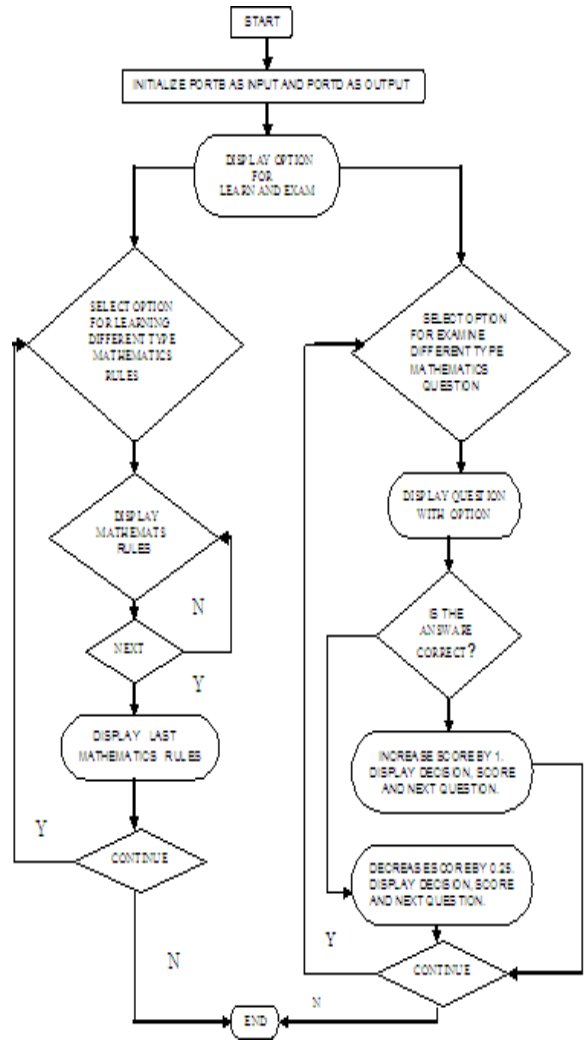 START
INITIALIZE PORTB AS INPUT AND PORTD AS OUTPUT
DISPLAY OPTION
FOR
LEARN AND EXAM
SELECT OPTION
FOR LEARNING
DIFFERENT TYPE
MATHEMATICS
RULES
DISPLAY
MATHEMATS
RULES
N
NEXT
Y
DISPLAY LAST
MATHEMATICS RULES
Y
CONTINUE
N
SELECT OPTION
FOR EXAMINE
DIFFERENT TYPE
MATHEMATICS
QUESTION
DISPLAY QUESTION
WITH OPTION
IS THE
ANSWARE
CORRECT?
INCREASE SCORE BY 1.
DISPLAY DECISION, SCORE
AND NEXT QUESTION.
DECREASE SCORE BY 0.25.
DISPLAY DECISION, SCORE
AND NEXT QUESTION.
Y
CONTINUE
N
END